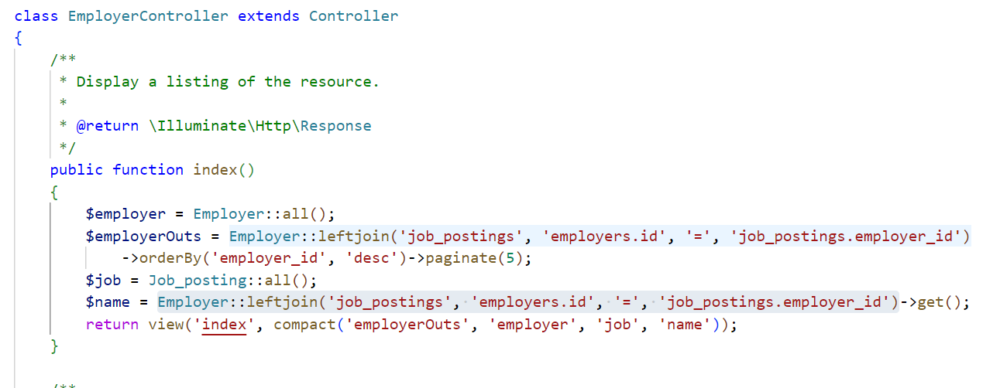 class EmployerController extends Controller
{
    /**
     * Display a listing of the resource.
     *
     * @return \Illuminate\Http\Response
     */
    public function index()
    {
        $employer = Employer::all();
        $employerOuts = Employer::leftjoin('job_postings', 'employers.id', '=', 'job_postings.employer_id')
            ->orderBy('employer_id', 'desc')->paginate(5);
        $job = Job_posting::all();
        $name = Employer::leftjoin('job_postings', 'employers.id', '=', 'job_postings.employer_id')->get();
        return view('index', compact('employerOuts', 'employer', 'job', 'name'));
    }
    /**